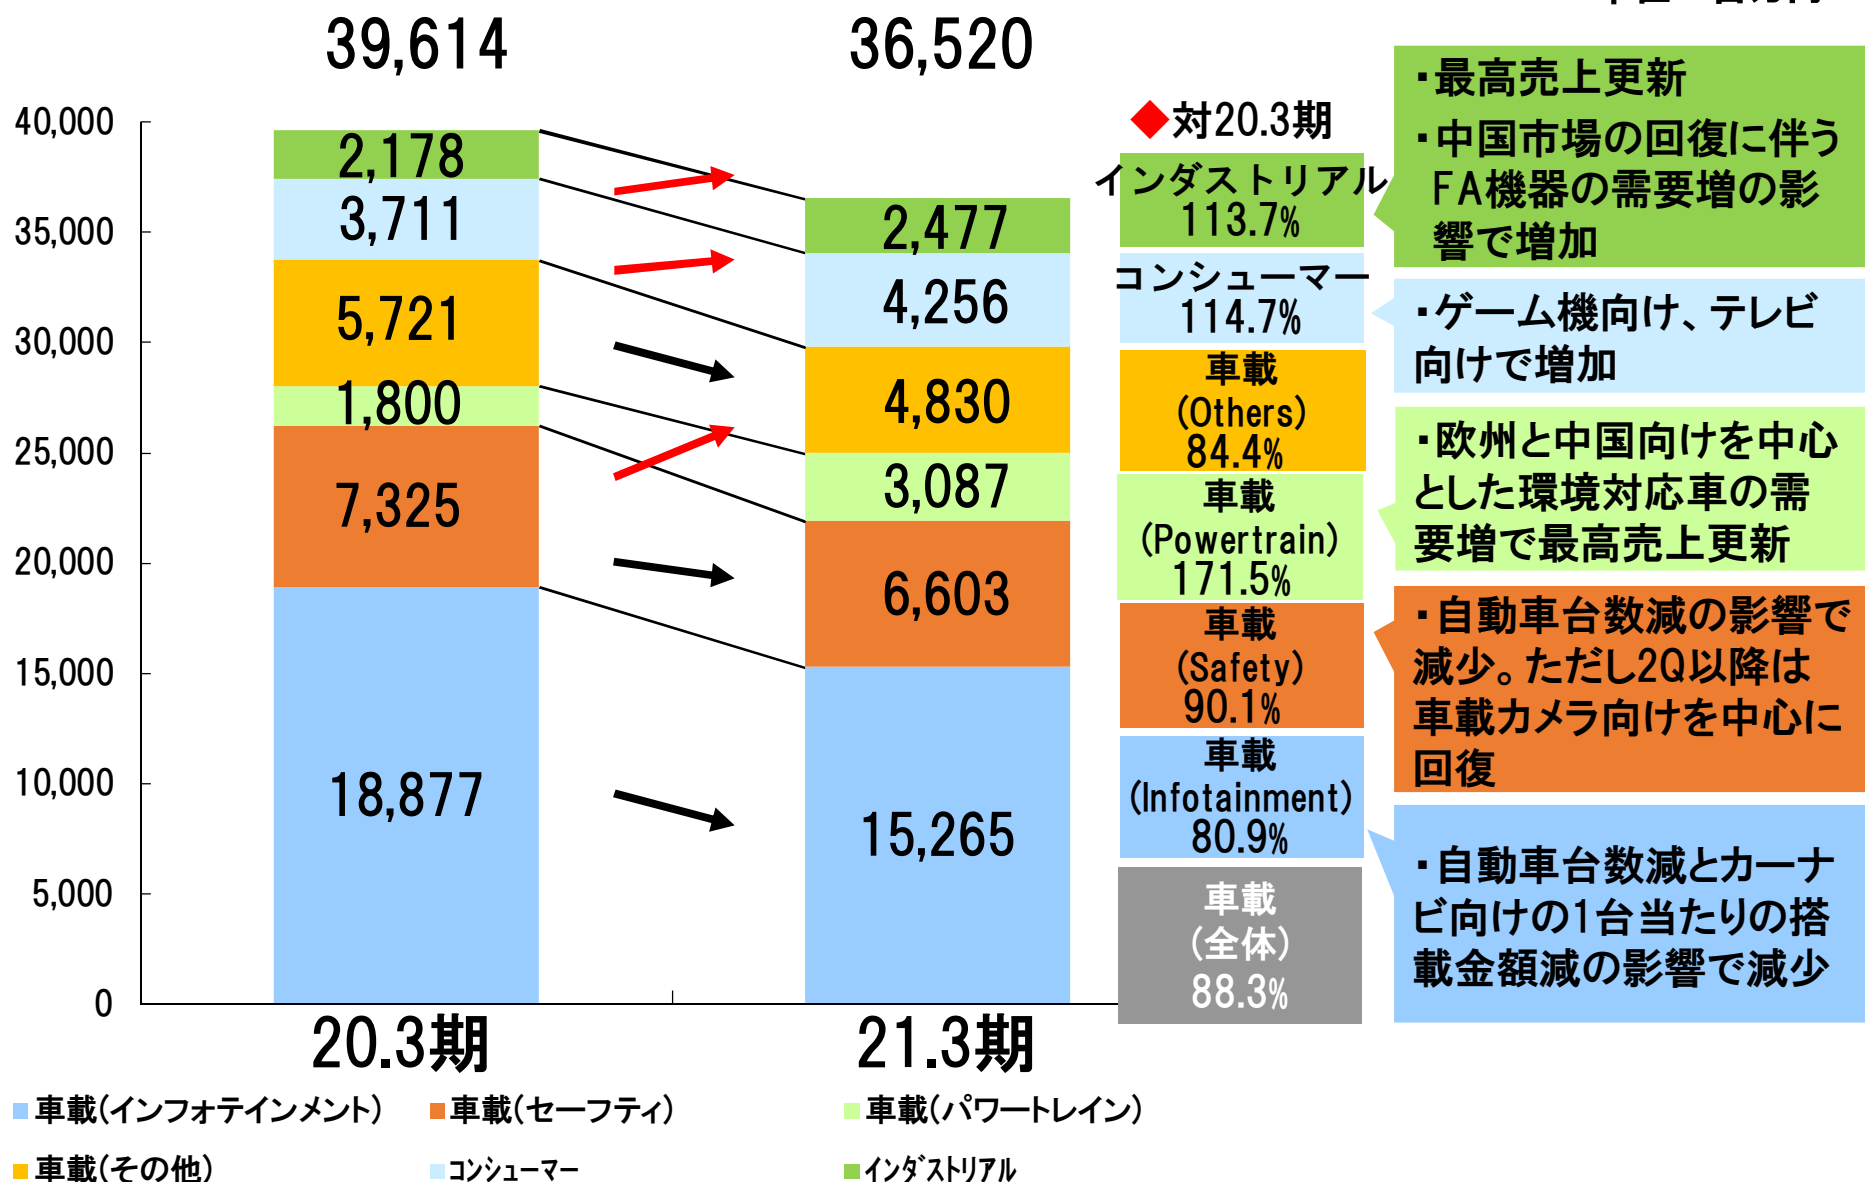 39,614
36,520
40,000
35,000
30,000
25,000
20,000
15,000
10,000
5,000
0
2,178
3,711
5,721
1,800
7,325
18,877
2,477
4,256
4,830
3,087
6,603
15,265
20.3期
21.3期
◆対20.3期
インダストリアル
113.7%
コンシューマー
114.7%
車載
(Others)
84.4%
車載
(Powertrain)
171.5%
車載
(Safety)
90.1%
車載
(Infotainment)
80.9%
車載
(全体)
88.3%
・最高売上更新
・中国市場の回復に伴う
FA機器の需要増の影
響で増加
・ゲーム機向け、テレビ
向けで増加
・欧州と中国向けを中心
とした環境対応車の需
要増で最高売上更新
・自動車台数減の影響で
減少。ただし2Q以降は
車載カメラ向けを中心に
回復
・自動車台数減とカーナ
ビ向けの1台当たりの搭
載金額減の影響で減少
車載(インフォテインメント)
車載(セーフティ)
車載(パワートレイン)
車載(その他)
コンシューマー
インダストリアル